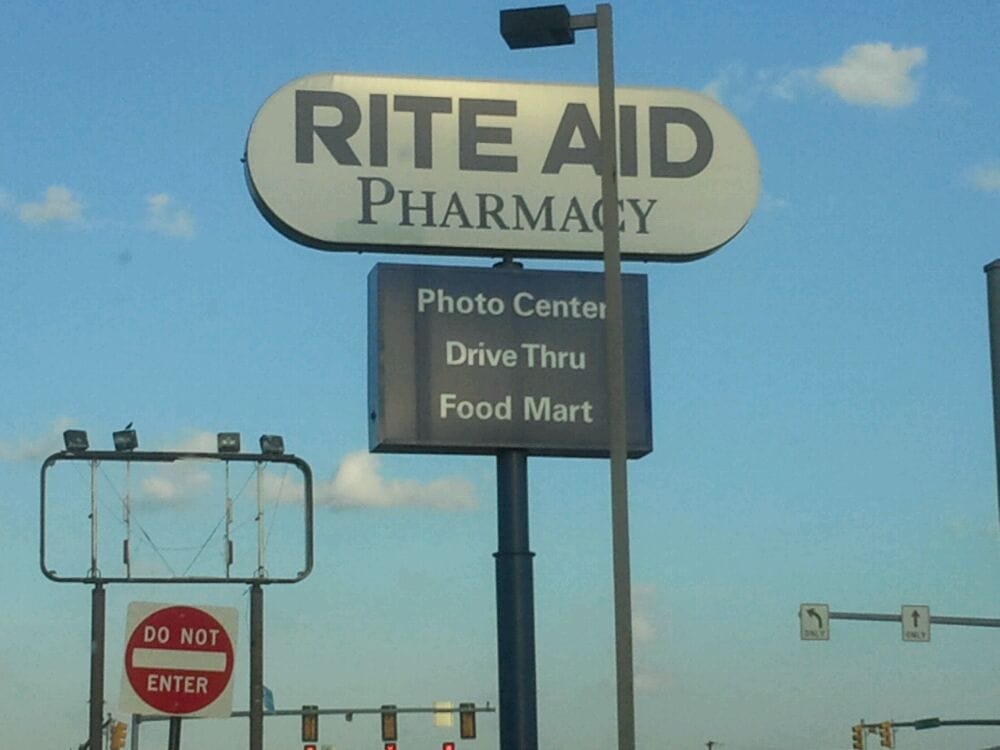 RITE AID
PHARMACY
Photo Center
Drive Thru
Food Mart
DO NOT
ENTER
ONLY
ONLY